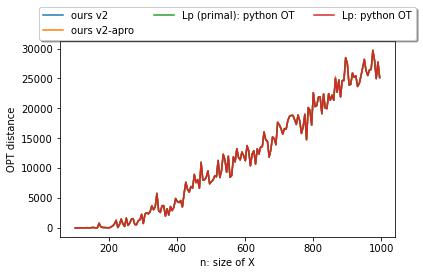 ours v2
ours v2-apro
Lp (primal): python OT
Lp: python OT
30000
25000
20000
15000
10000
5000
0
OPT distance
200 400 600 800 1000
n: size of X